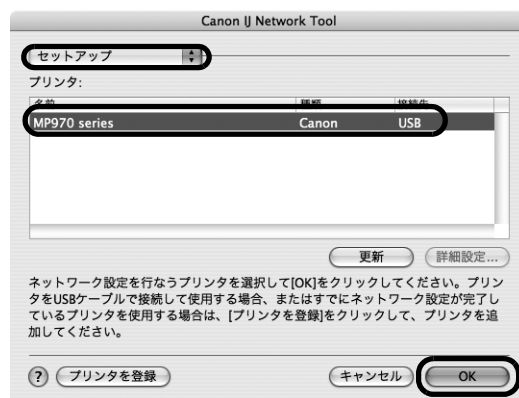 Canon IJ Network Tool
セットアップ
プリンタ:
名前 種類 接続先
MP970 series Canon USB
更新 詳細設定...
ネットワーク設定を行なうプリンタを選択して[OK]をクリックしてください。プリン
タをUSBケーブルで接続して使用する場合、またはすでにネットワーク設定が完了し
ているプリンタを使用する場合は、[プリンタを登録]をクリックして、プリンタを追
加してください。
? プリンタを登録 キャンセル OK